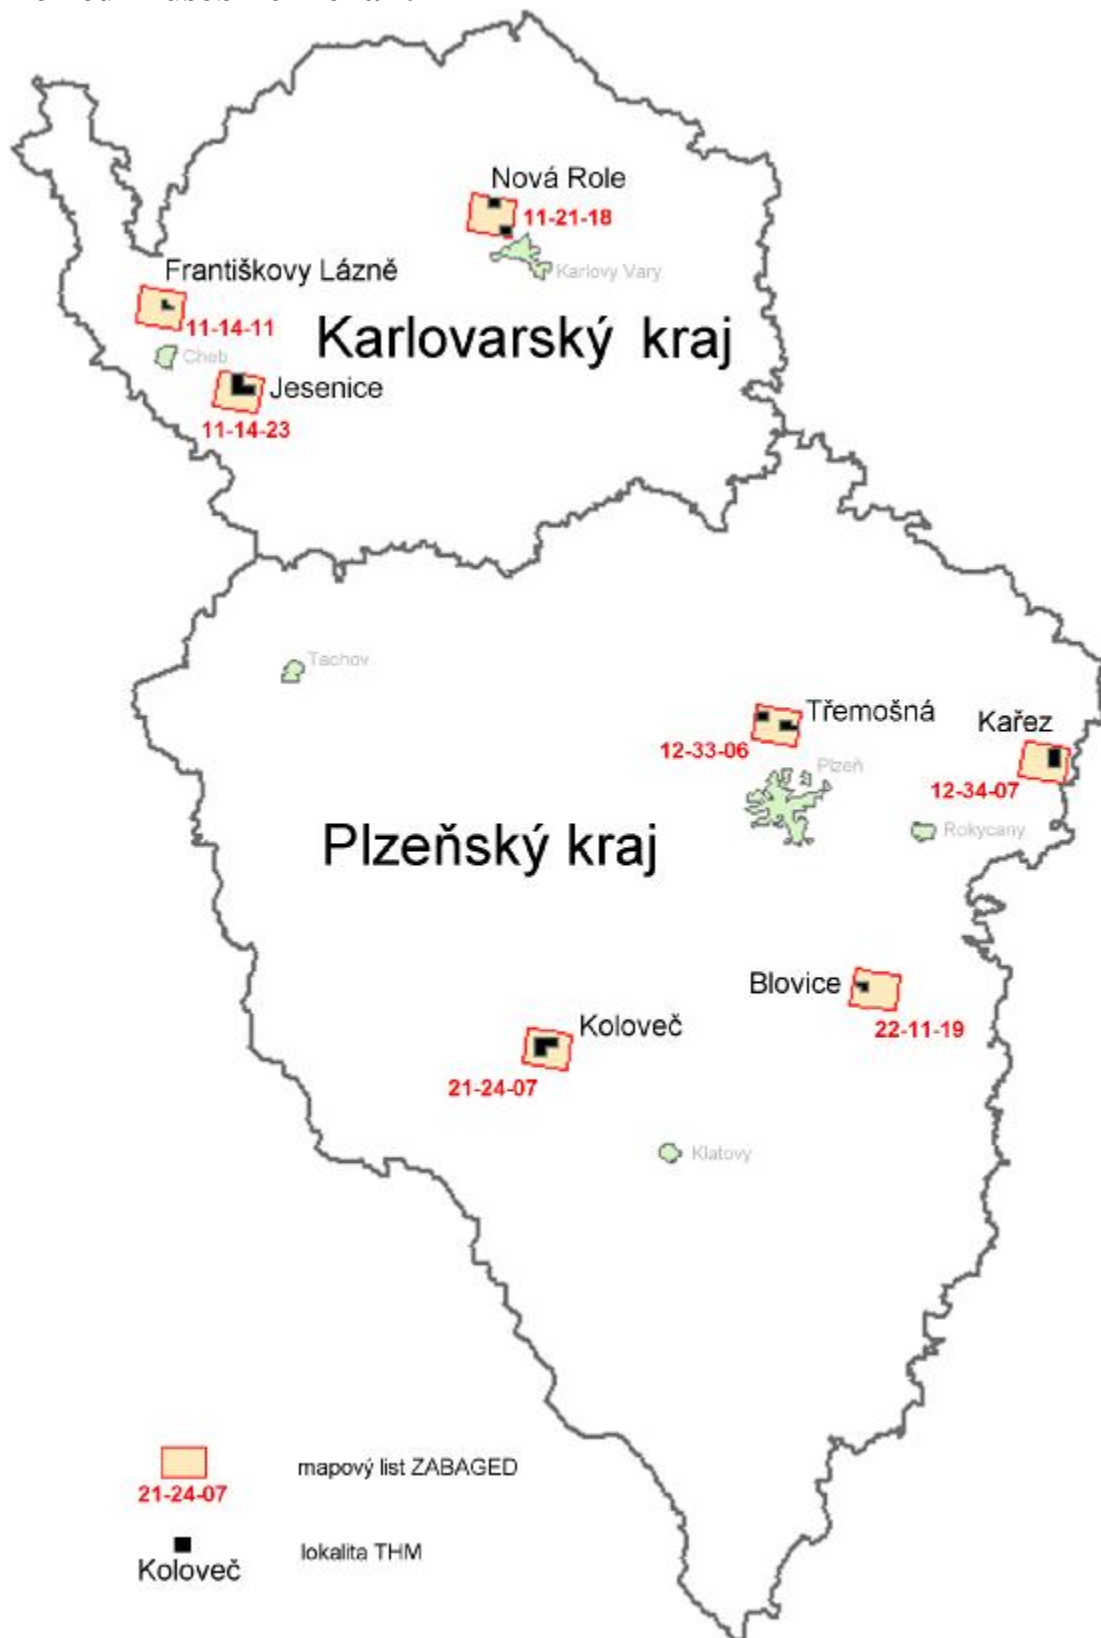 Nová Role
11-21-18
Karlovy Vary
Františkovy Lázně
11-14-11
Karlovarský kraj
Cheb
Jesenice
11-14-23
Tachov
Třemošná
Kařez
12-33-06
Plzeň
12-34-07
Plzeňský kraj
Rokycany
Blovice
22-11-19
Koloveč
21-24-07
Klatovy
mapový list ZABAGED
21-24-07
lokalita THM
Koloveč